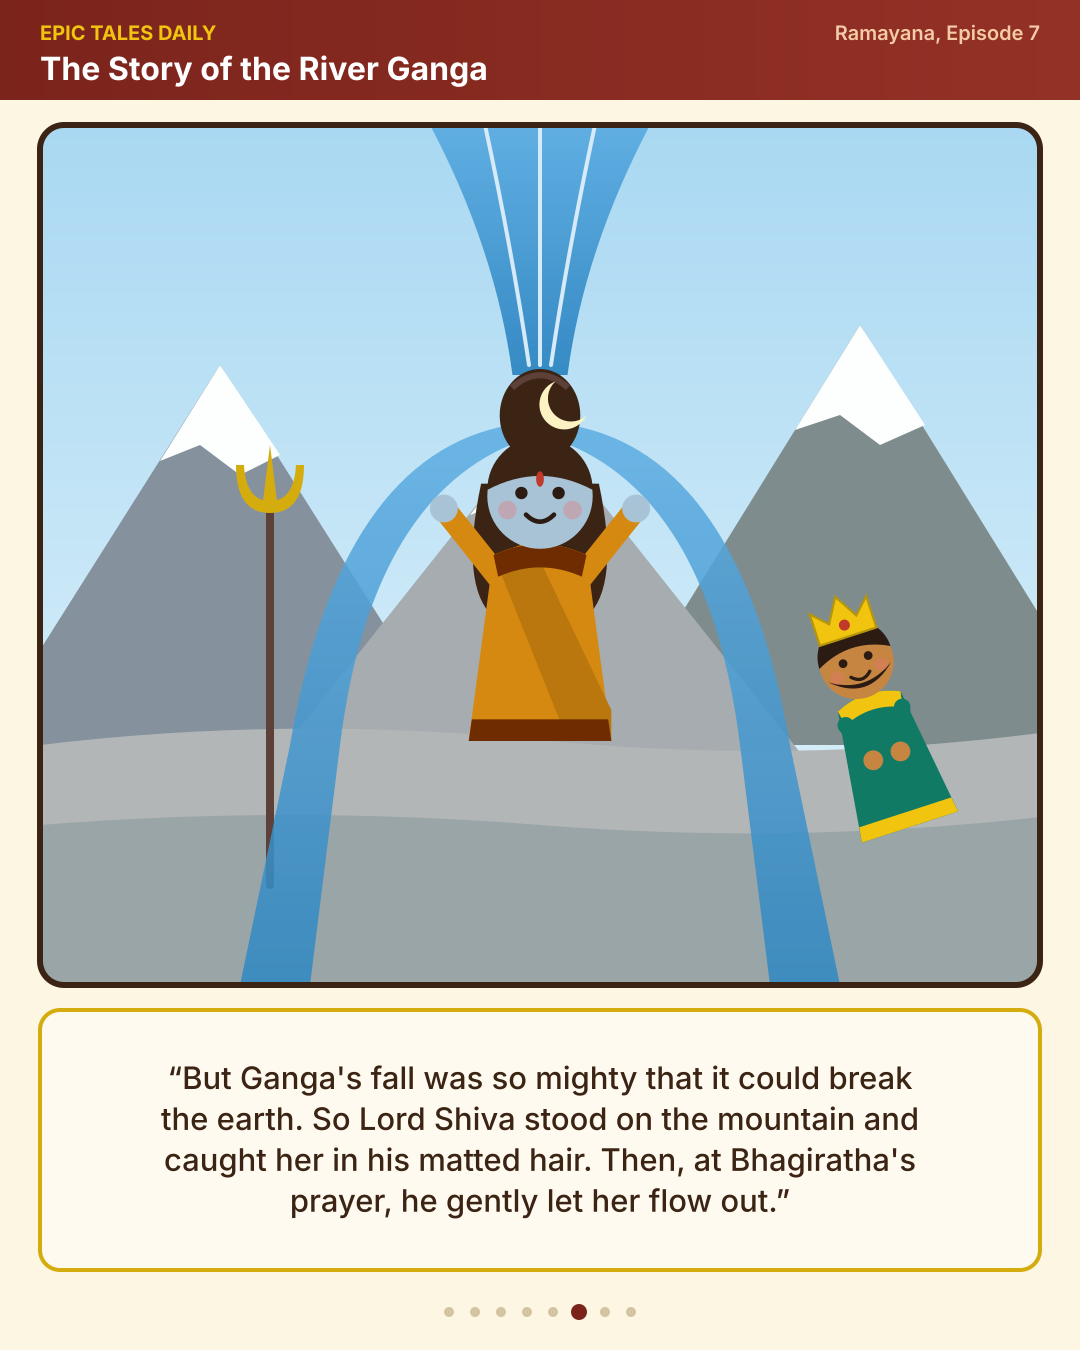 EPIC TALES DAILY
Ramayana, Episode 7
The Story of the River Ganga
“But Ganga's fall was so mighty that it could break
the earth. So Lord Shiva stood on the mountain and
caught her in his matted hair. Then, at Bhagiratha's
prayer, he gently let her flow out.”